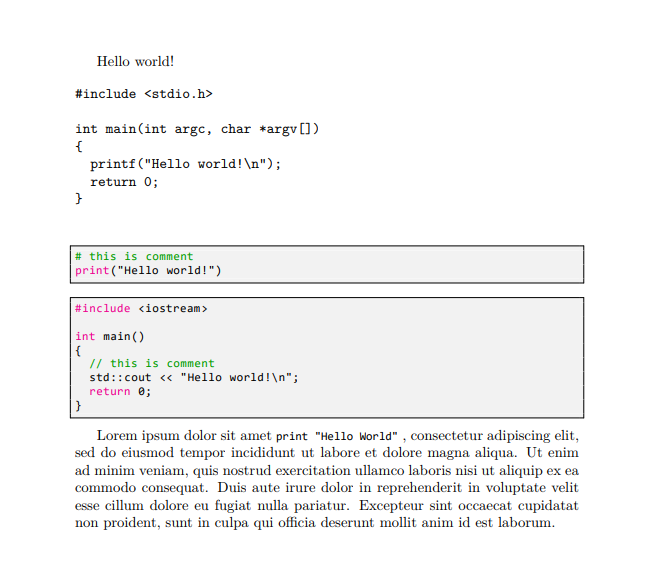 Hello world!
#include <stdio.h>
int main(int argc, char *argv[])
{
  printf("Hello world!\n");
  return 0;
}
# this is comment
print("Hello world!")
#include <iostream>
int main()
{
  // this is comment
  std::cout << "Hello world!\n";
  return 0;
}
Lorem ipsum dolor sit amet print "Hello World" , consectetur adipiscing elit,
sed do eiusmod tempor incididunt ut labore et dolore magna aliqua. Ut enim
ad minim veniam, quis nostrud exercitation ullamco laboris nisi ut aliquip ex ea
commodo consequat. Duis aute irure dolor in reprehenderit in voluptate velit
esse cillum dolore eu fugiat nulla pariatur. Excepteur sint occaecat cupidatat
non proident, sunt in culpa qui officia deserunt mollit anim id est laborum.